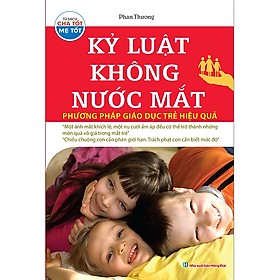 TỦ SÁCH
CHA TỐT
MẸ TỐT
Phan Thương
KỶ LUẬT
KHÔNG
NƯỚC MẮT
PHƯƠNG PHÁP GIÁO DỤC TRẺ HIỆU QUẢ
"Một ánh mắt khích lệ, một nụ cười ấm áp đều có thể trở thành những
món quà vô giá trong mắt trẻ"
"Chiều chuộng con cần phân giới hạn. Trách phạt con cần biết mức độ"
Nhà xuất bản Hồng Đức